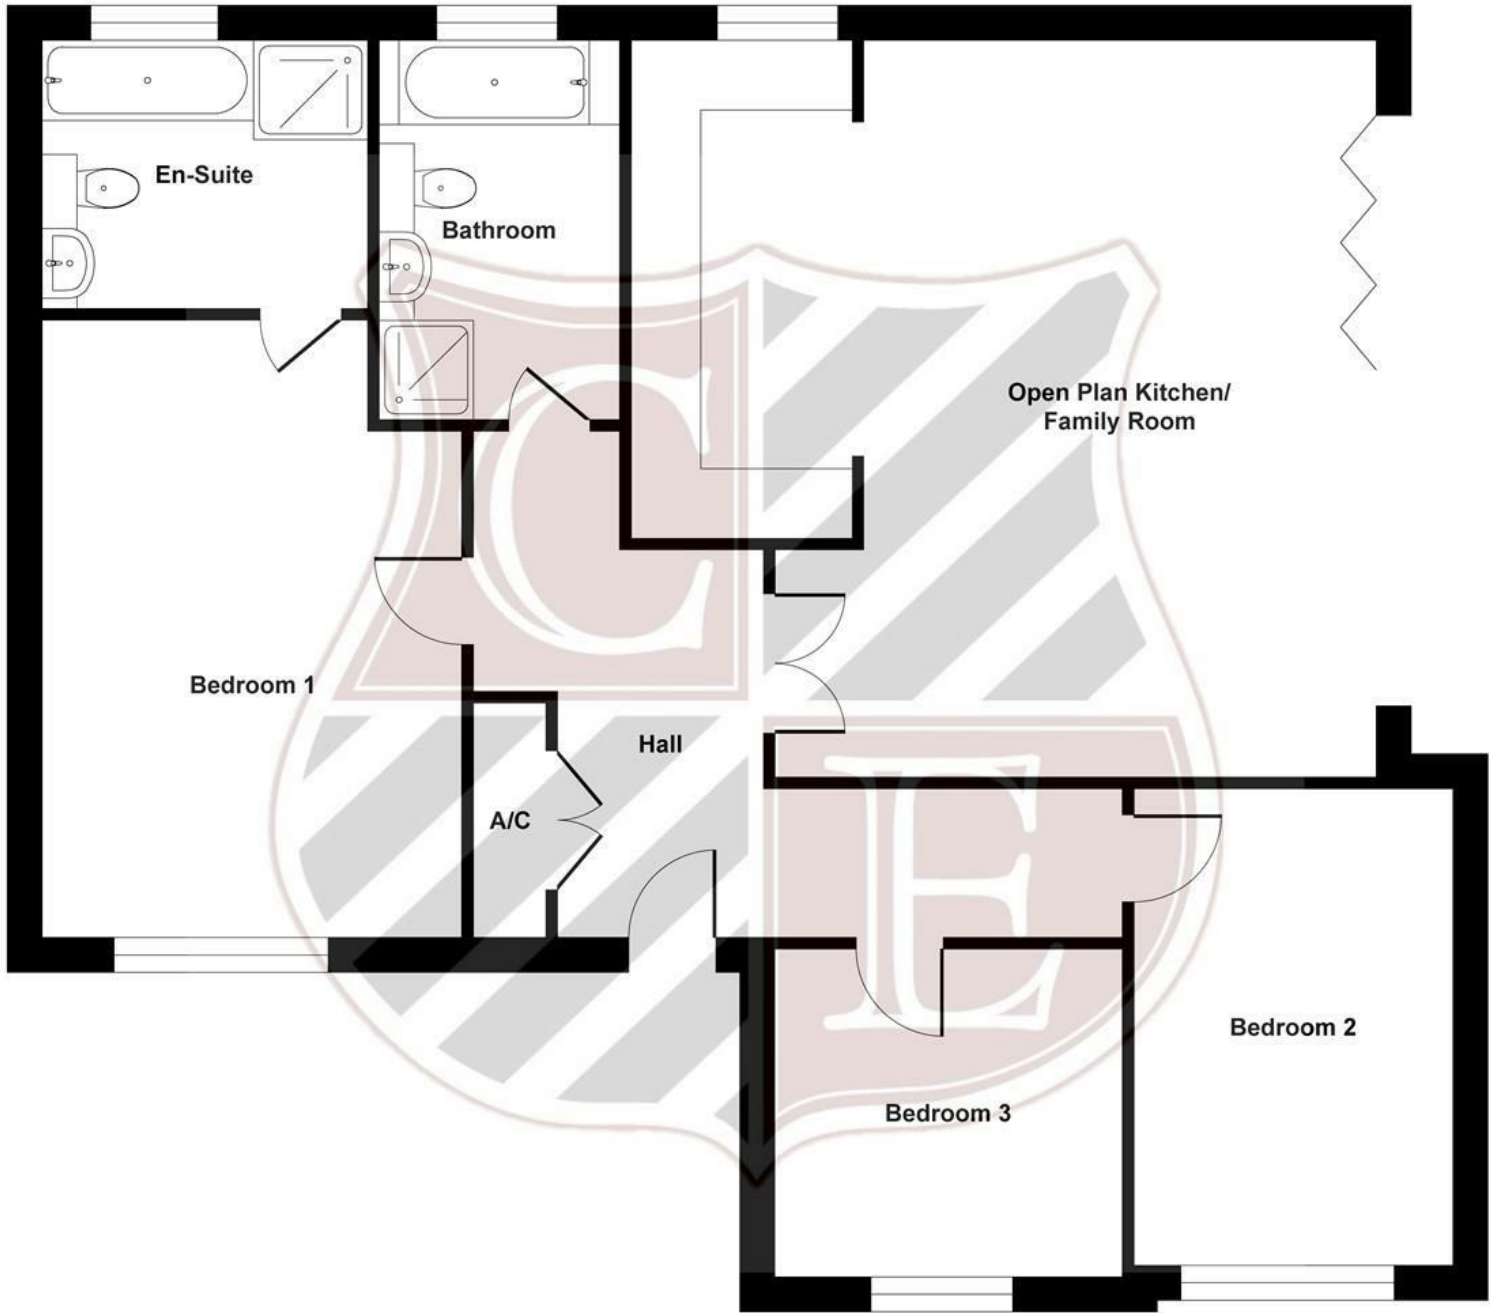 En-Suite
Bathroom
Open Plan Kitchen/
Family Room
Bedroom 1
Hall
A/C
Bedroom 2
Bedroom 3
C
E